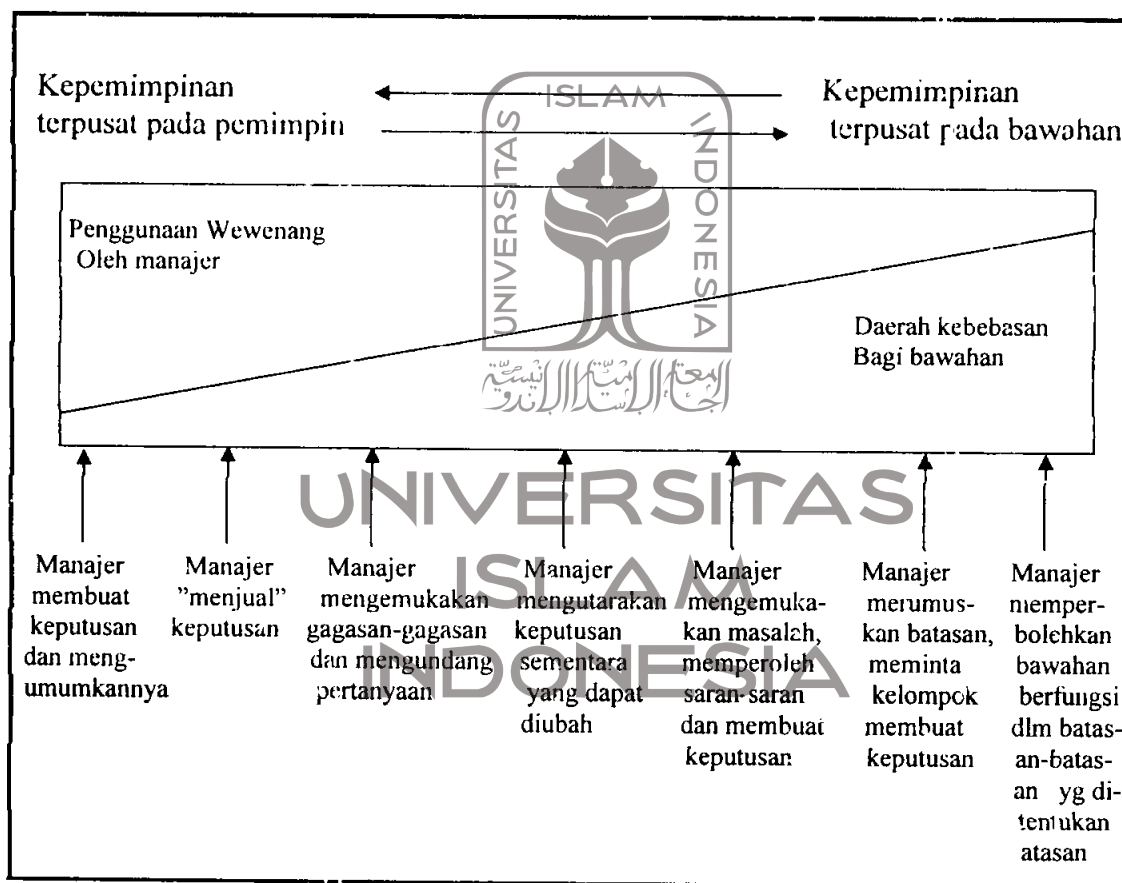 Kepemimpinan
terpusat pada pemimpin
Kepemimpinan
terpusat pada bawahan
ISLAM
UNIVERSITAS
INDONESIA
Penggunaan Wewenang
Oleh manajer
Daerah kebebasan
Bagi bawahan
UNIVERSITAS
ISLAM
INDONESIA
Manajer
membuat
keputusan
dan meng-
umumkannya
Manajer
"menjual"
keputusan
Manajer
mengemukakan
gagasan-gagasan
dan mengundang
pertanyaan
Manajer
mengutarakan
keputusan
sementara
yang dapat
diubah
Manajer
mengemuka-
kan masalah,
memperoleh
saran-saran
dan membuat
keputusan
Manajer
merumus-
kan batasan,
meminta
kelompok
membuat
keputusan
Manajer
memper-
bolehkan
bawahan
berfungsi
dlm batas-
an-batas-
an yg di-
tentukan
atasan